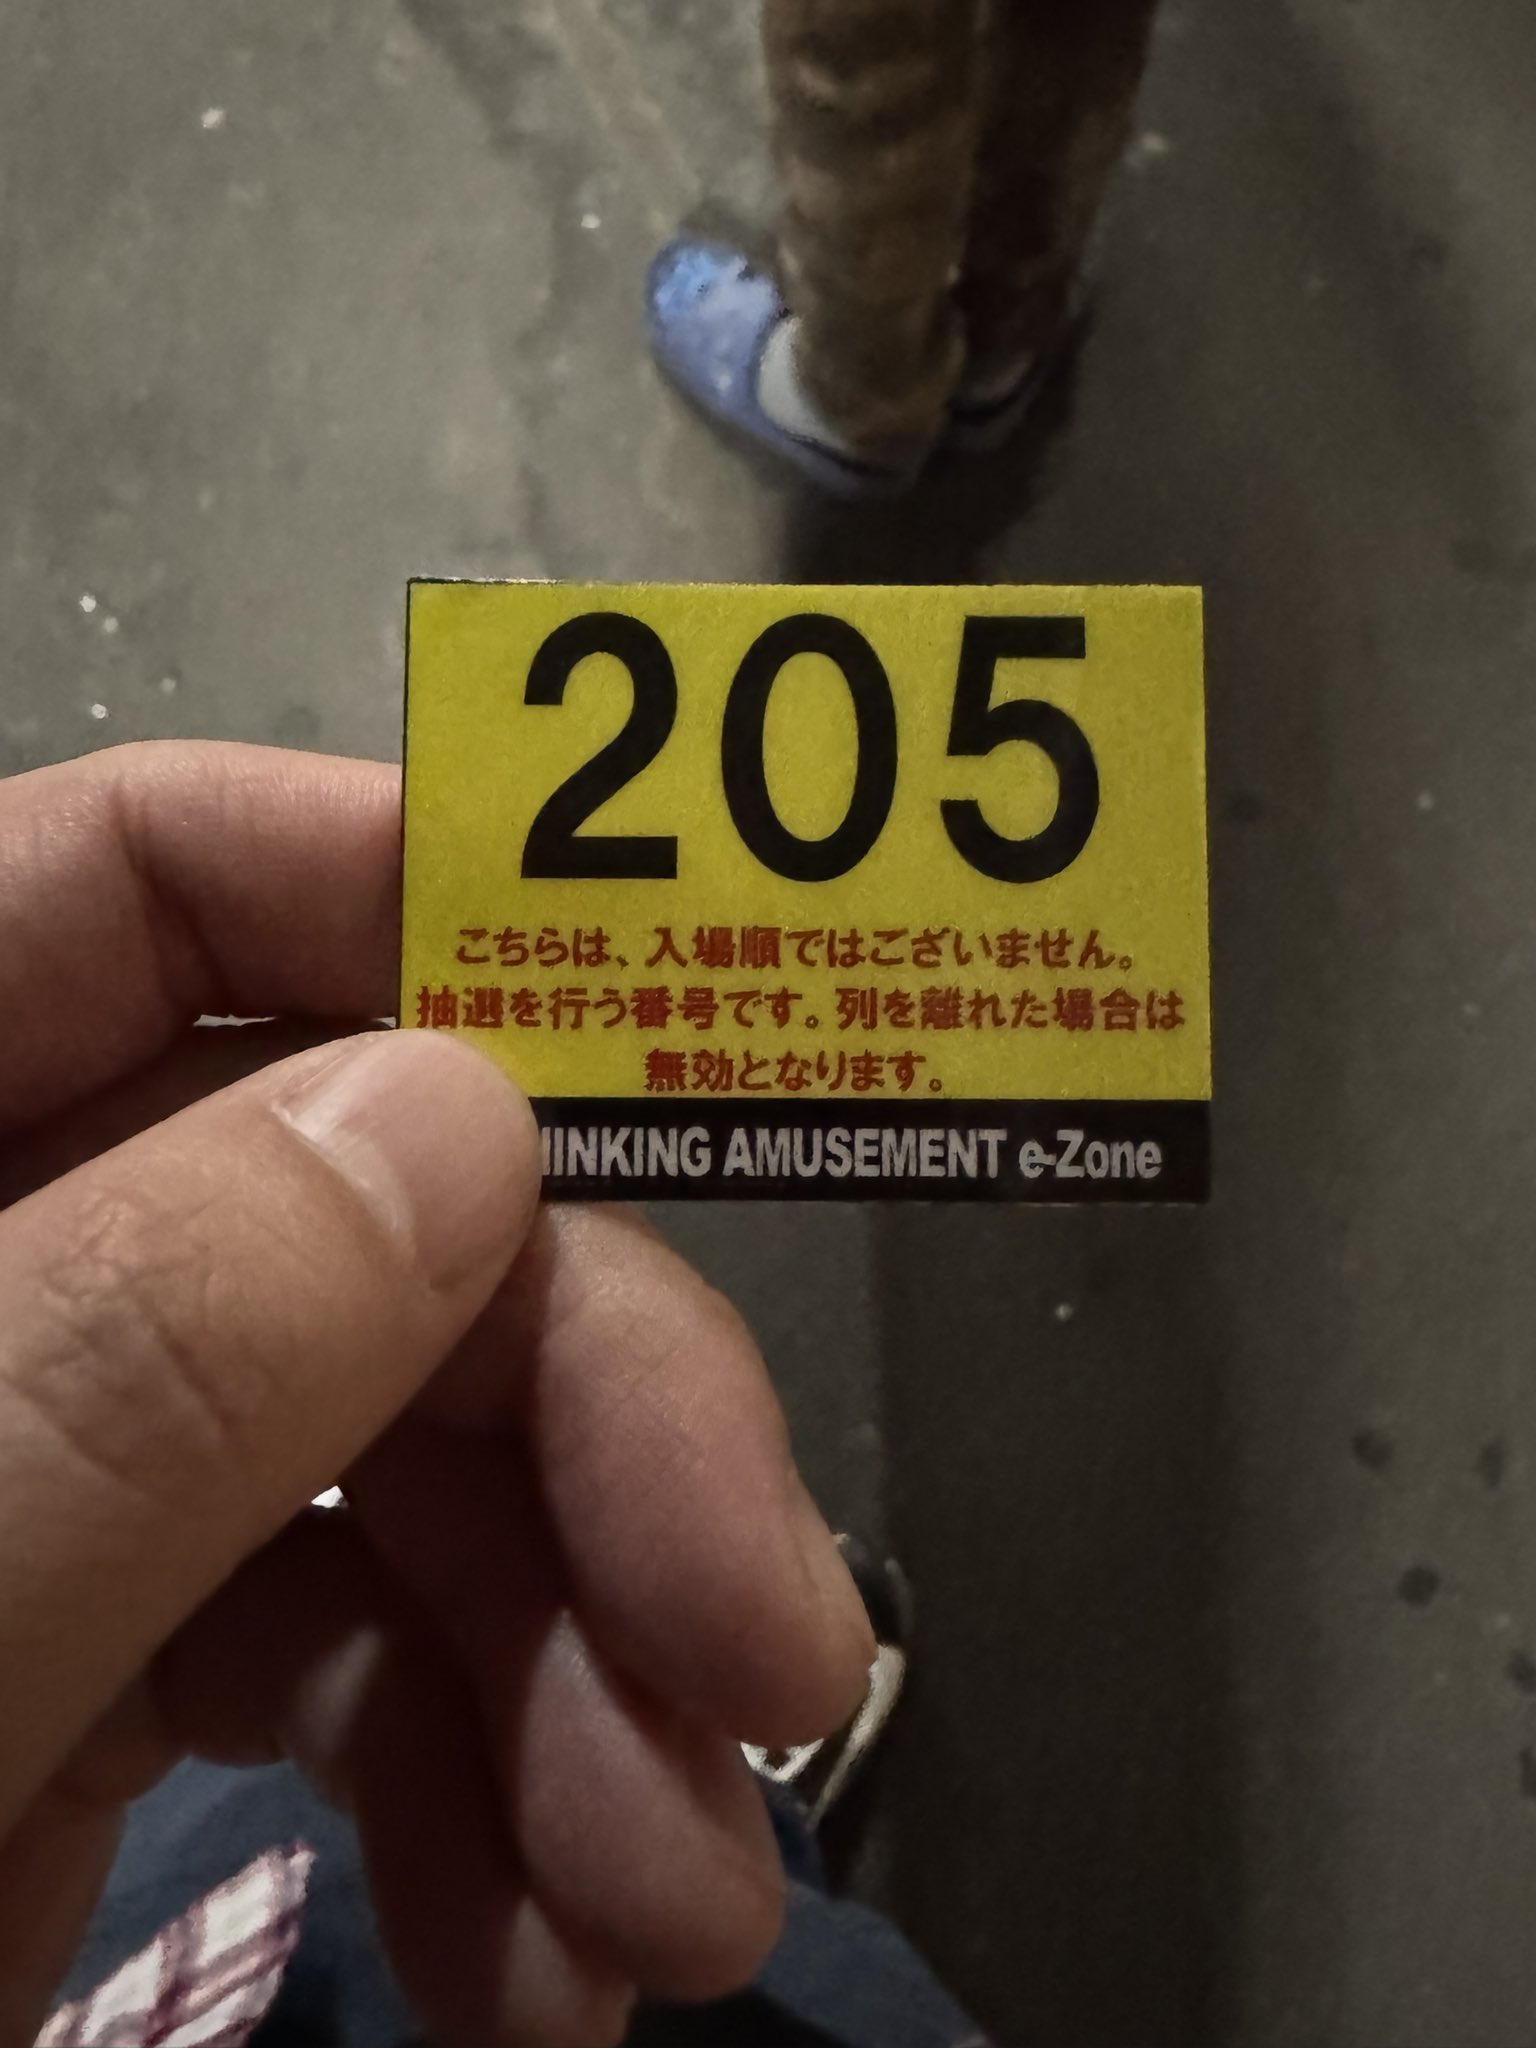 205
こちらは、入場順ではございません。
抽選を行う番号です。列を離れた場合は
無効となります。
AMUSEMENT e-Zone